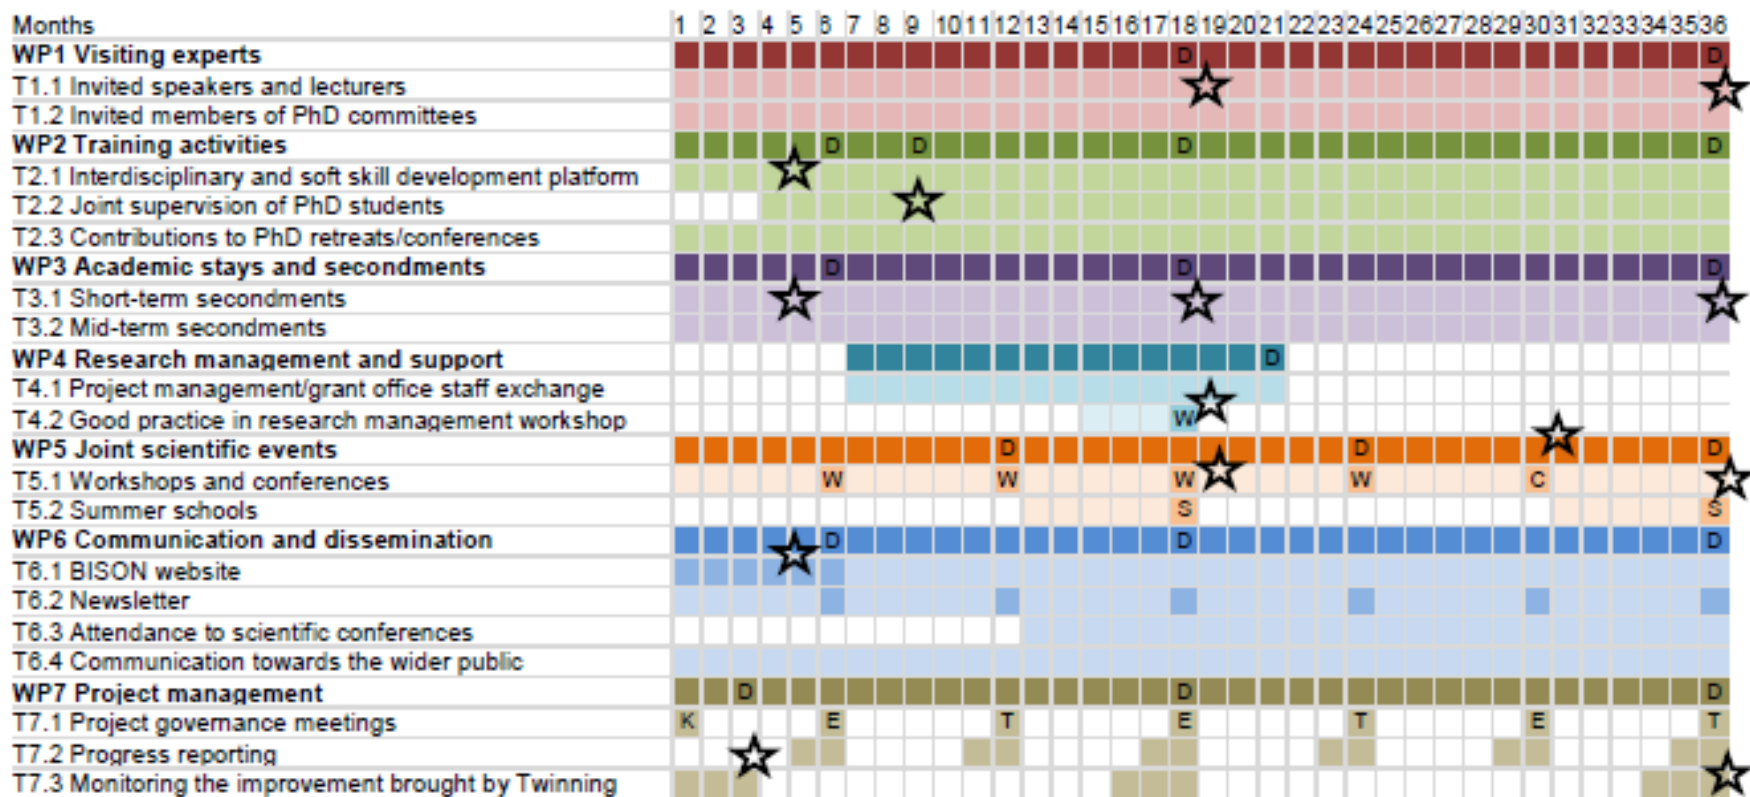 Months 1 2 3 4 5 6 7 8 9 10 11 12 13 14 15 16 17 18 19 20 21 22 23 24 25 26 27 28 29 30 31 32 33 34 35 36
WP1 Visiting experts D D
T1.1 Invited speakers and lecturers
T1.2 Invited members of PhD committees
WP2 Training activities D D D D
T2.1 Interdisciplinary and soft skill development platform
T2.2 Joint supervision of PhD students
T2.3 Contributions to PhD retreats/conferences
WP3 Academic stays and secondments D D D
T3.1 Short-term secondments
T3.2 Mid-term secondments
WP4 Research management and support D
T4.1 Project management/grant office staff exchange
T4.2 Good practice in research management workshop W
WP5 Joint scientific events D D D
T5.1 Workshops and conferences W W W W C
T5.2 Summer schools S S
WP6 Communication and dissemination D D D
T6.1 BISON website
T6.2 Newsletter
T6.3 Attendance to scientific conferences
T6.4 Communication towards the wider public
WP7 Project management D D D
T7.1 Project governance meetings K E T E T E T
T7.2 Progress reporting
T7.3 Monitoring the improvement brought by Twinning